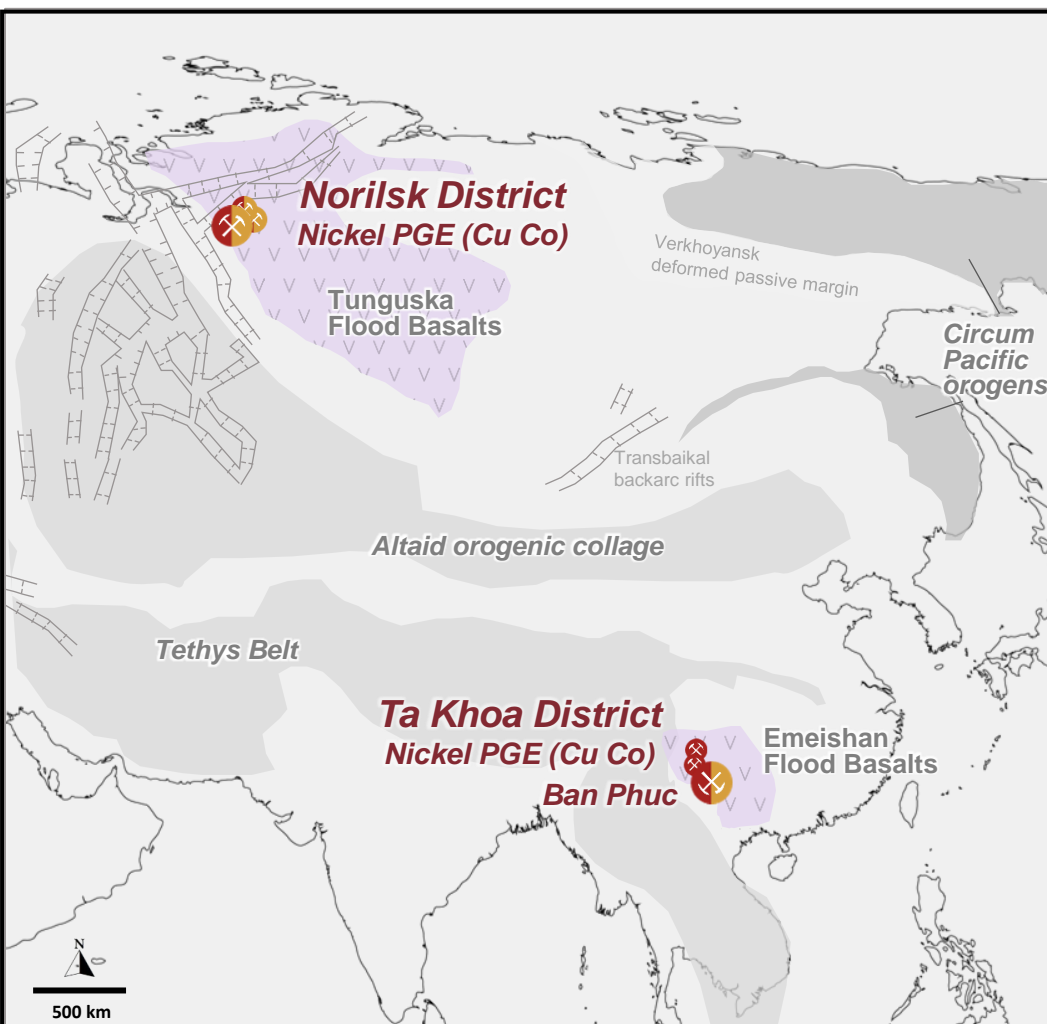 Norilsk District
Nickel PGE (Cu Co)
Tunguska
Flood Basalts
Verkhoyansk
deformed passive margin
Circum
Pacific
orogens
Transbaikal
backarc rifts
Altaid orogenic collage
Tethys Belt
Ta Khoa District
Nickel PGE (Cu Co)
Ban Phuc
Emeishan
Flood Basalts
N
500 km